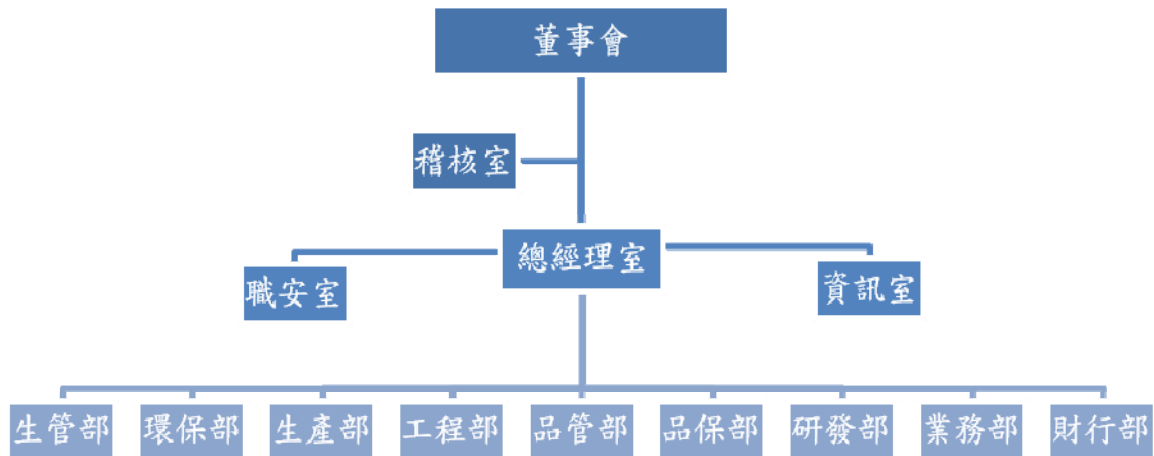 董事會
稽核室
總經理室
職安室
資訊室
生管部
環保部
生產部
工程部
品管部
品保部
研發部
業務部
財行部